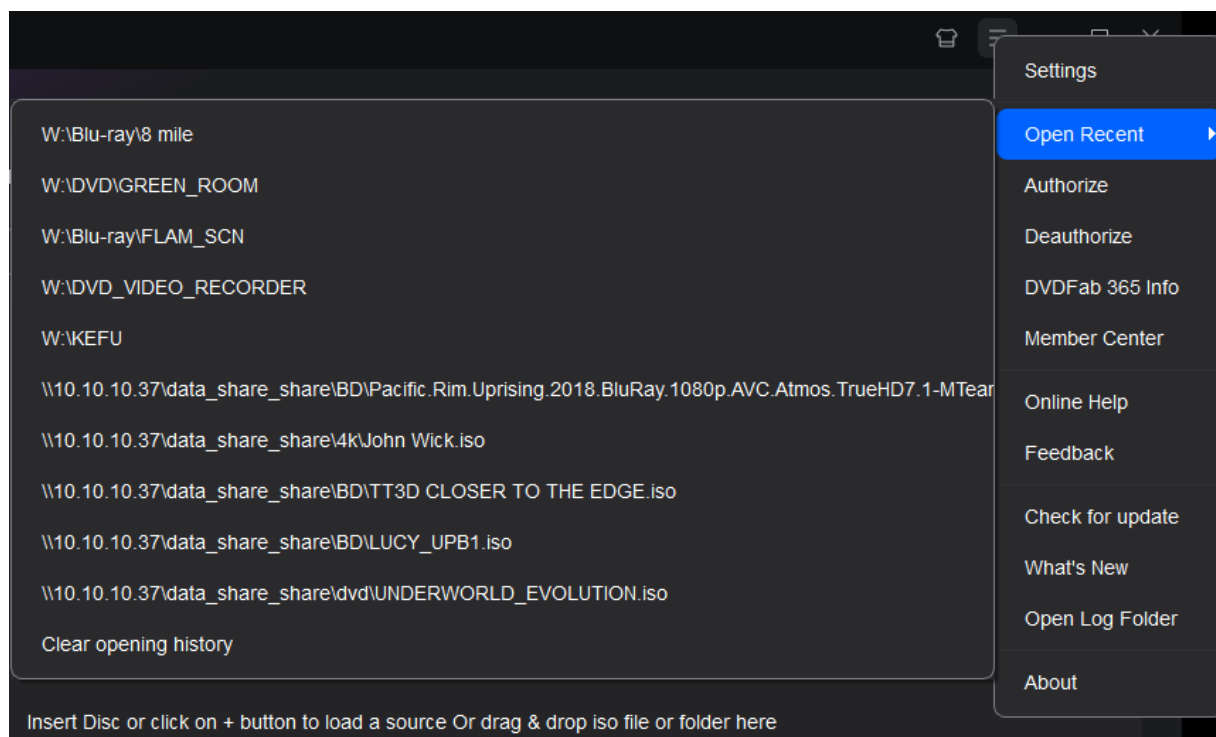 Settings
Open Recent
Authorize
Deauthorize
DVDFab 365 Info
Member Center
Online Help
Feedback
Check for update
What's New
Open Log Folder
About
W:\Blu-ray\8 mile
W:\DVD\GREEN_ROOM
W:\Blu-ray\FLAM_SCN
W:\DVD_VIDEO_RECORDER
W:\KEFU
\\10.10.10.37\data_share_share\BD\Pacific.Rim.Uprising.2018.BluRay.1080p.AVC.Atmos.TrueHD7.1-MTear
\\10.10.10.37\data_share_share\4k\John Wick.iso
\\10.10.10.37\data_share_share\BD\TT3D CLOSER TO THE EDGE.iso
\\10.10.10.37\data_share_share\BD\LUCY_UPB1.iso
\\10.10.10.37\data_share_share\dvd\UNDERWORLD_EVOLUTION.iso
Clear opening history
Insert Disc or click on + button to load a source Or drag & drop iso file or folder here